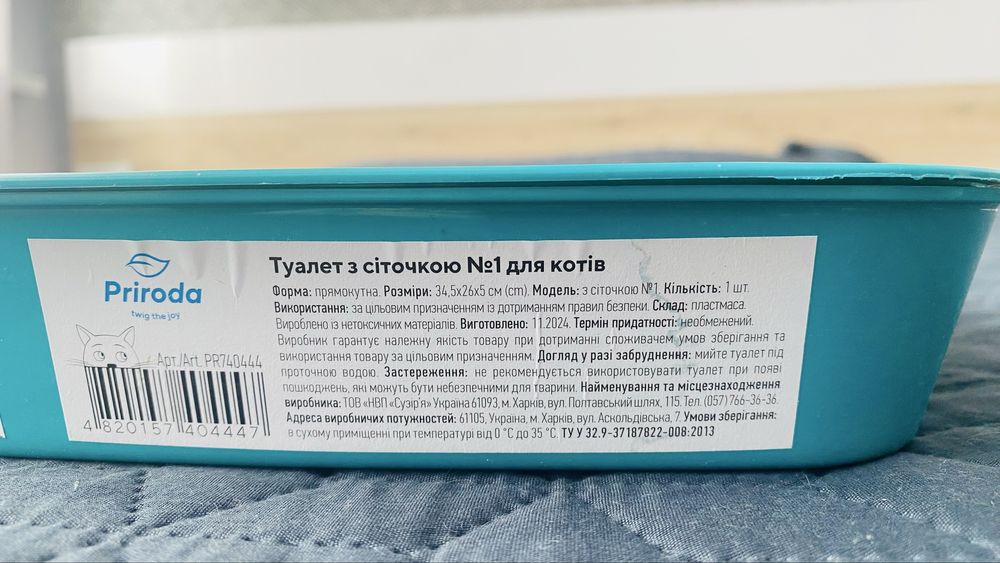 Priroda
twig the joy
Арт./Art. PR740444
4 820157 404447
Туалет з сіточкою №1 для котів
Форма: прямокутна. Розміри: 34,5х26х5 см (cm). Модель: з сіточкою №1. Кількість: 1 шт.
Використання: за цільовим призначенням із дотриманням правил безпеки. Склад: пластмаса.
Вироблено із нетоксичних матеріалів. Виготовлено: 11.2024. Термін придатності: необмежений.
Виробник гарантує належну якість товару при дотриманні споживачем умов зберігання та
використання товару за цільовим призначенням. Догляд у разі забруднення: мийте туалет під
проточною водою. Застереження: не рекомендується використовувати туалет при появі
пошкоджень, які можуть бути небезпечними для тварини. Найменування та місцезнаходження
виробника: ТОВ «НВП «Сузір'я» Україна 61093, м. Харків, вул. Полтавський шлях, 115. Тел. (057) 766-36-36.
Адреса виробничих потужностей: 61105, Україна, м. Харків, вул. Аскольдівська, 7. Умови зберігання:
в сухому приміщенні при температурі від 0 °С до 35 °С. ТУ У 32.9-37187822-008:2013